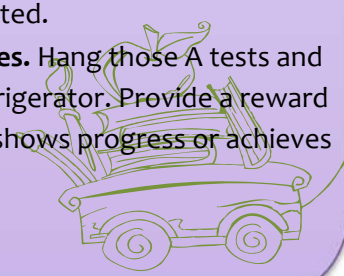 ted.
es. Hang those A tests and
rigerator. Provide a reward
shows progress or achieves